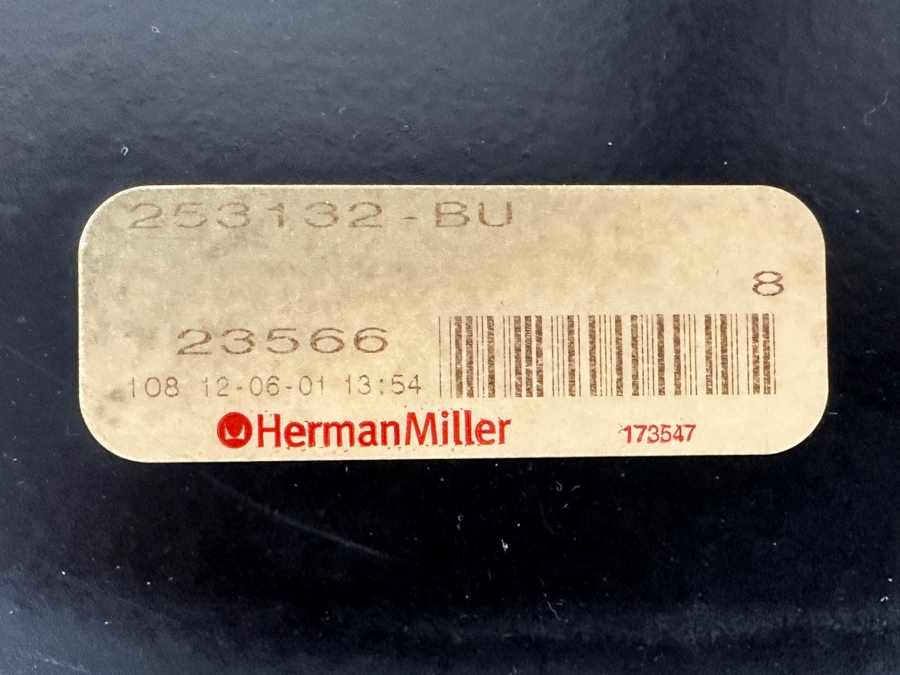 253132-BU
8
23566
108 12-06-01 13:54
HermanMiller 173547